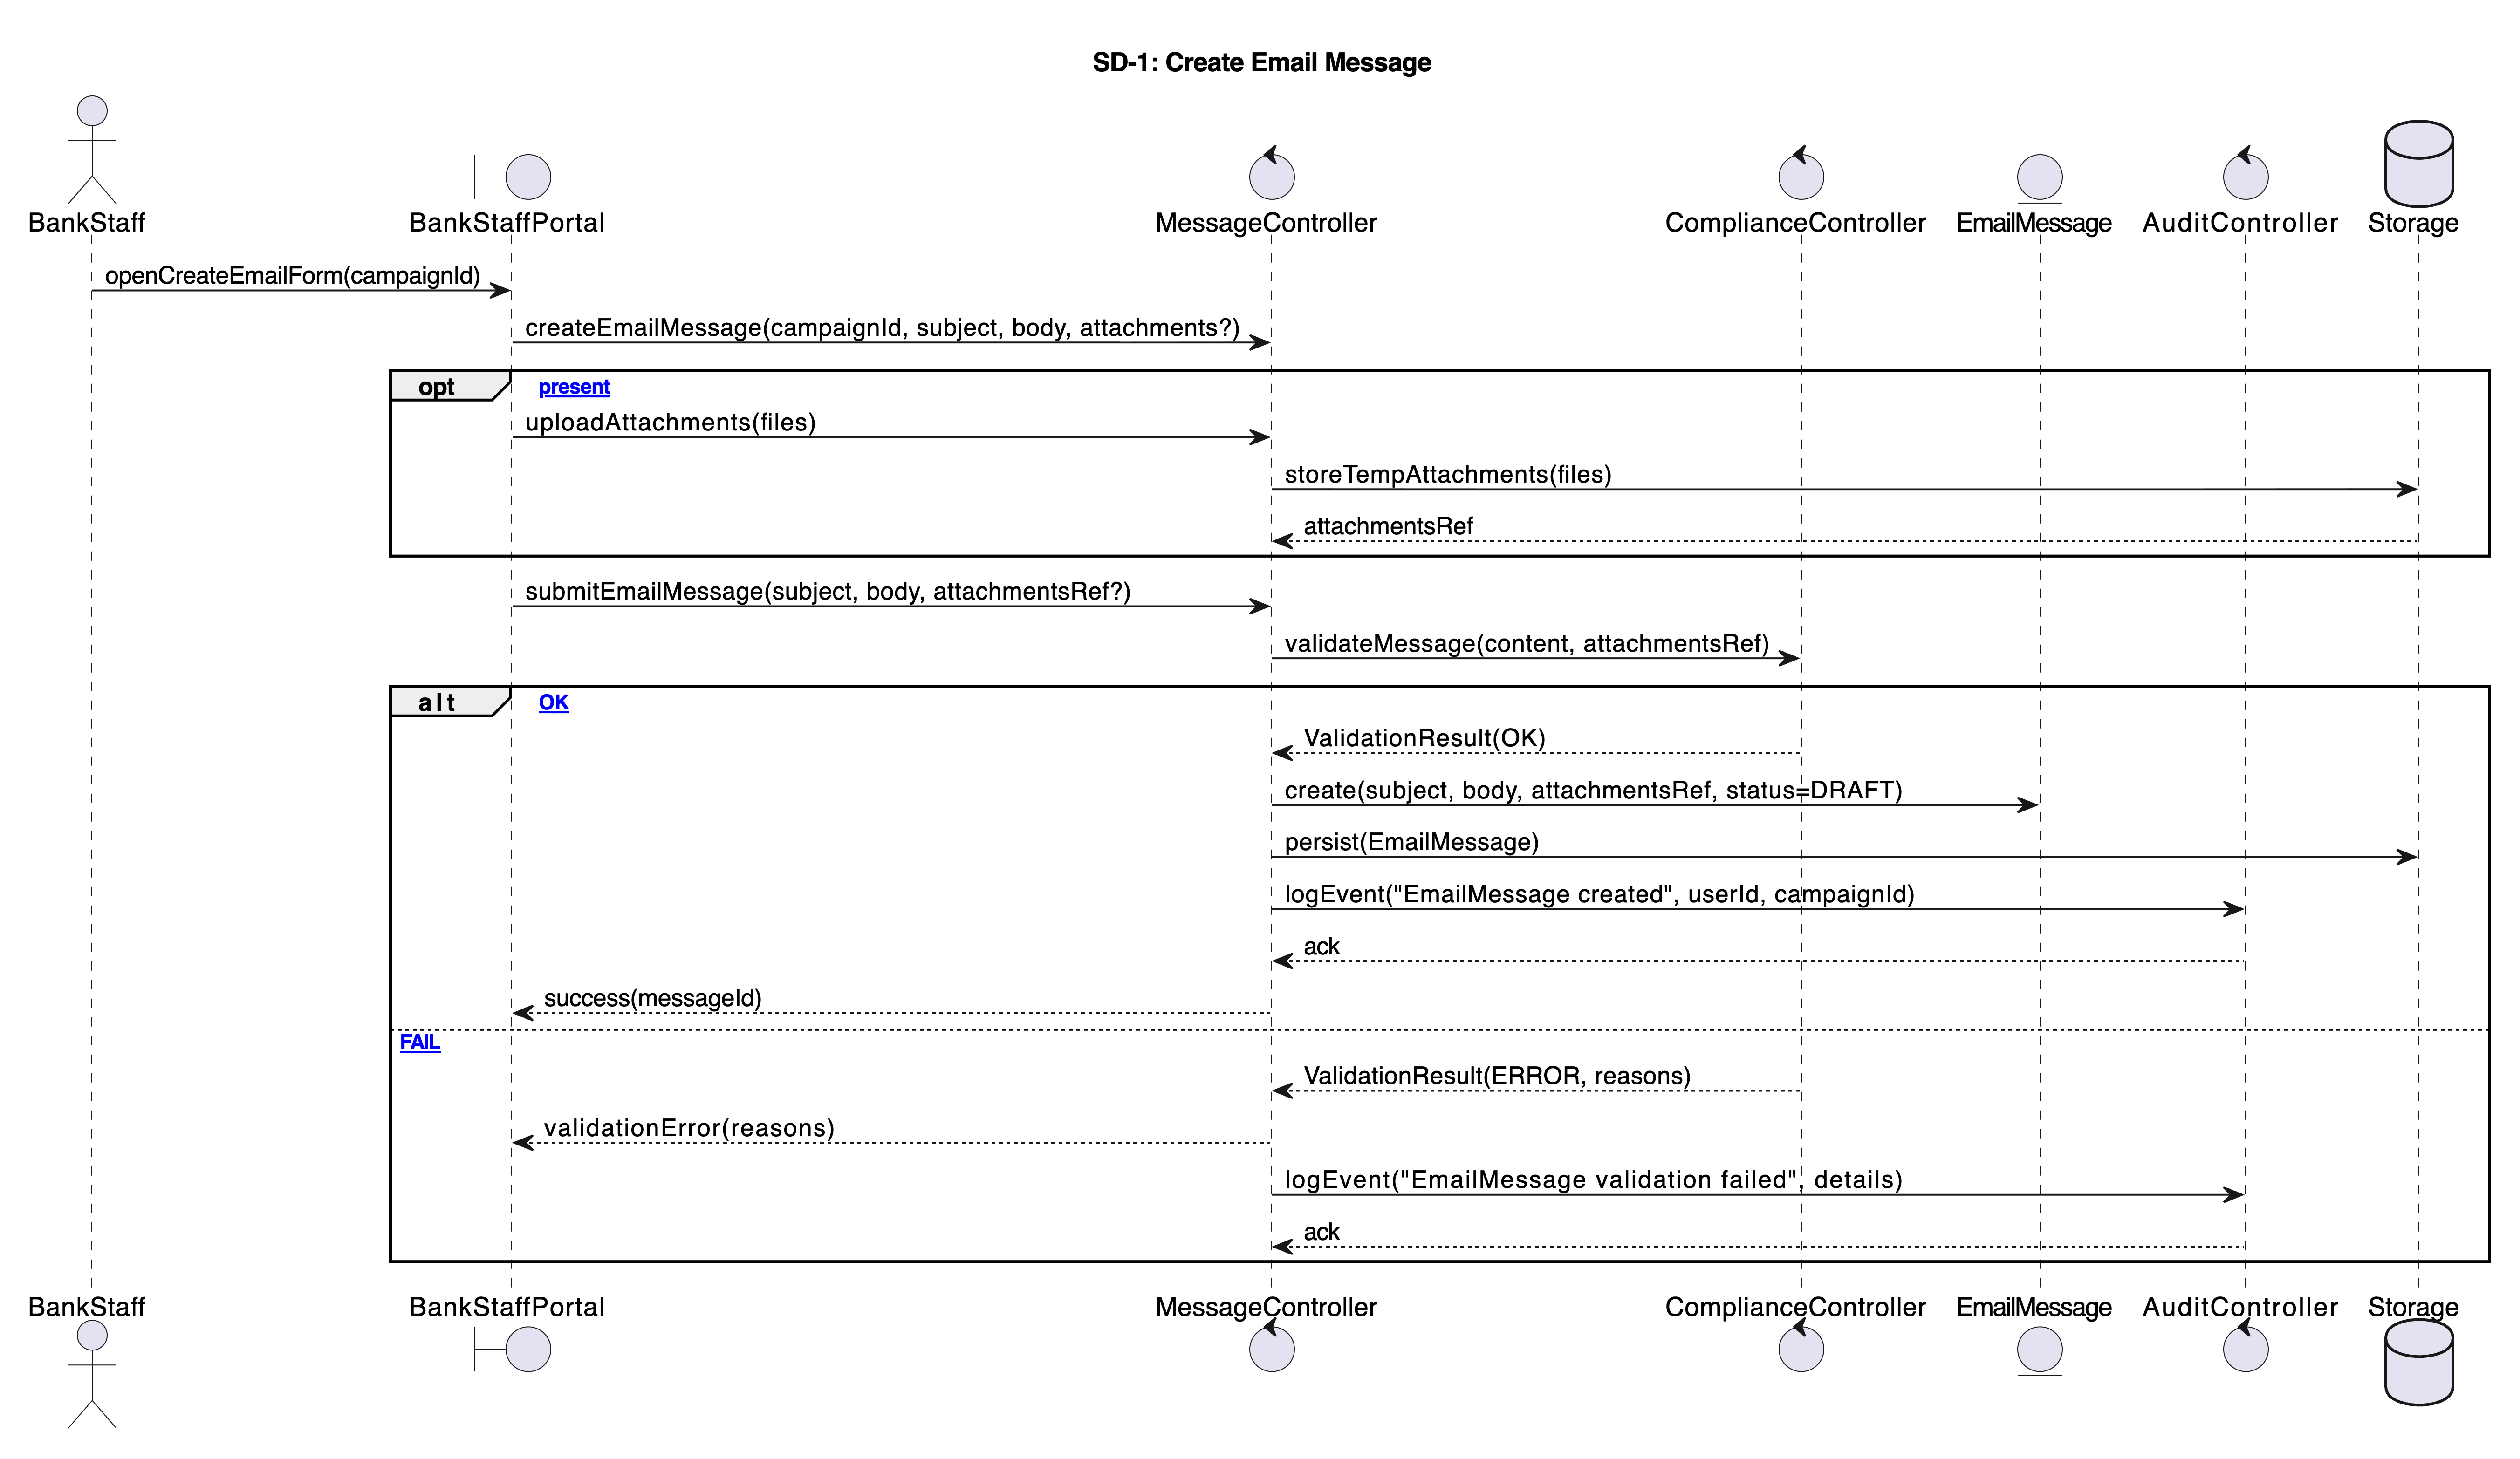 SD-1: Create Email Message
BankStaff BankStaffPortal MessageController ComplianceController EmailMessage AuditController Storage
openCreateEmailForm(campaignId)
createEmailMessage(campaignId, subject, body, attachments?)
opt present
uploadAttachments(files)
storeTempAttachments(files)
attachmentsRef
submitEmailMessage(subject, body, attachmentsRef?)
validateMessage(content, attachmentsRef)
alt OK
ValidationResult(OK)
create(subject, body, attachmentsRef, status=DRAFT)
persist(EmailMessage)
logEvent("EmailMessage created", userId, campaignId)
ack
success(messageId)
FAIL
ValidationResult(ERROR, reasons)
validationError(reasons)
logEvent("EmailMessage validation failed", details)
ack
BankStaff BankStaffPortal MessageController ComplianceController EmailMessage AuditController Storage